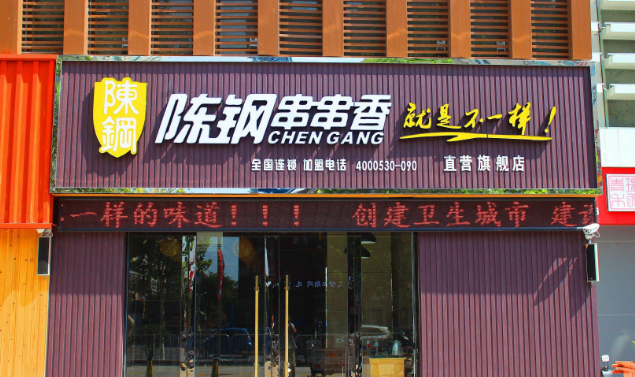 陳鋼
陈钢串串香
CHEN GANG
就是不一样！
全国连锁 加盟电话 4000530-090
直营旗舰店
一样的味道！！！ 创建卫生城市 建设